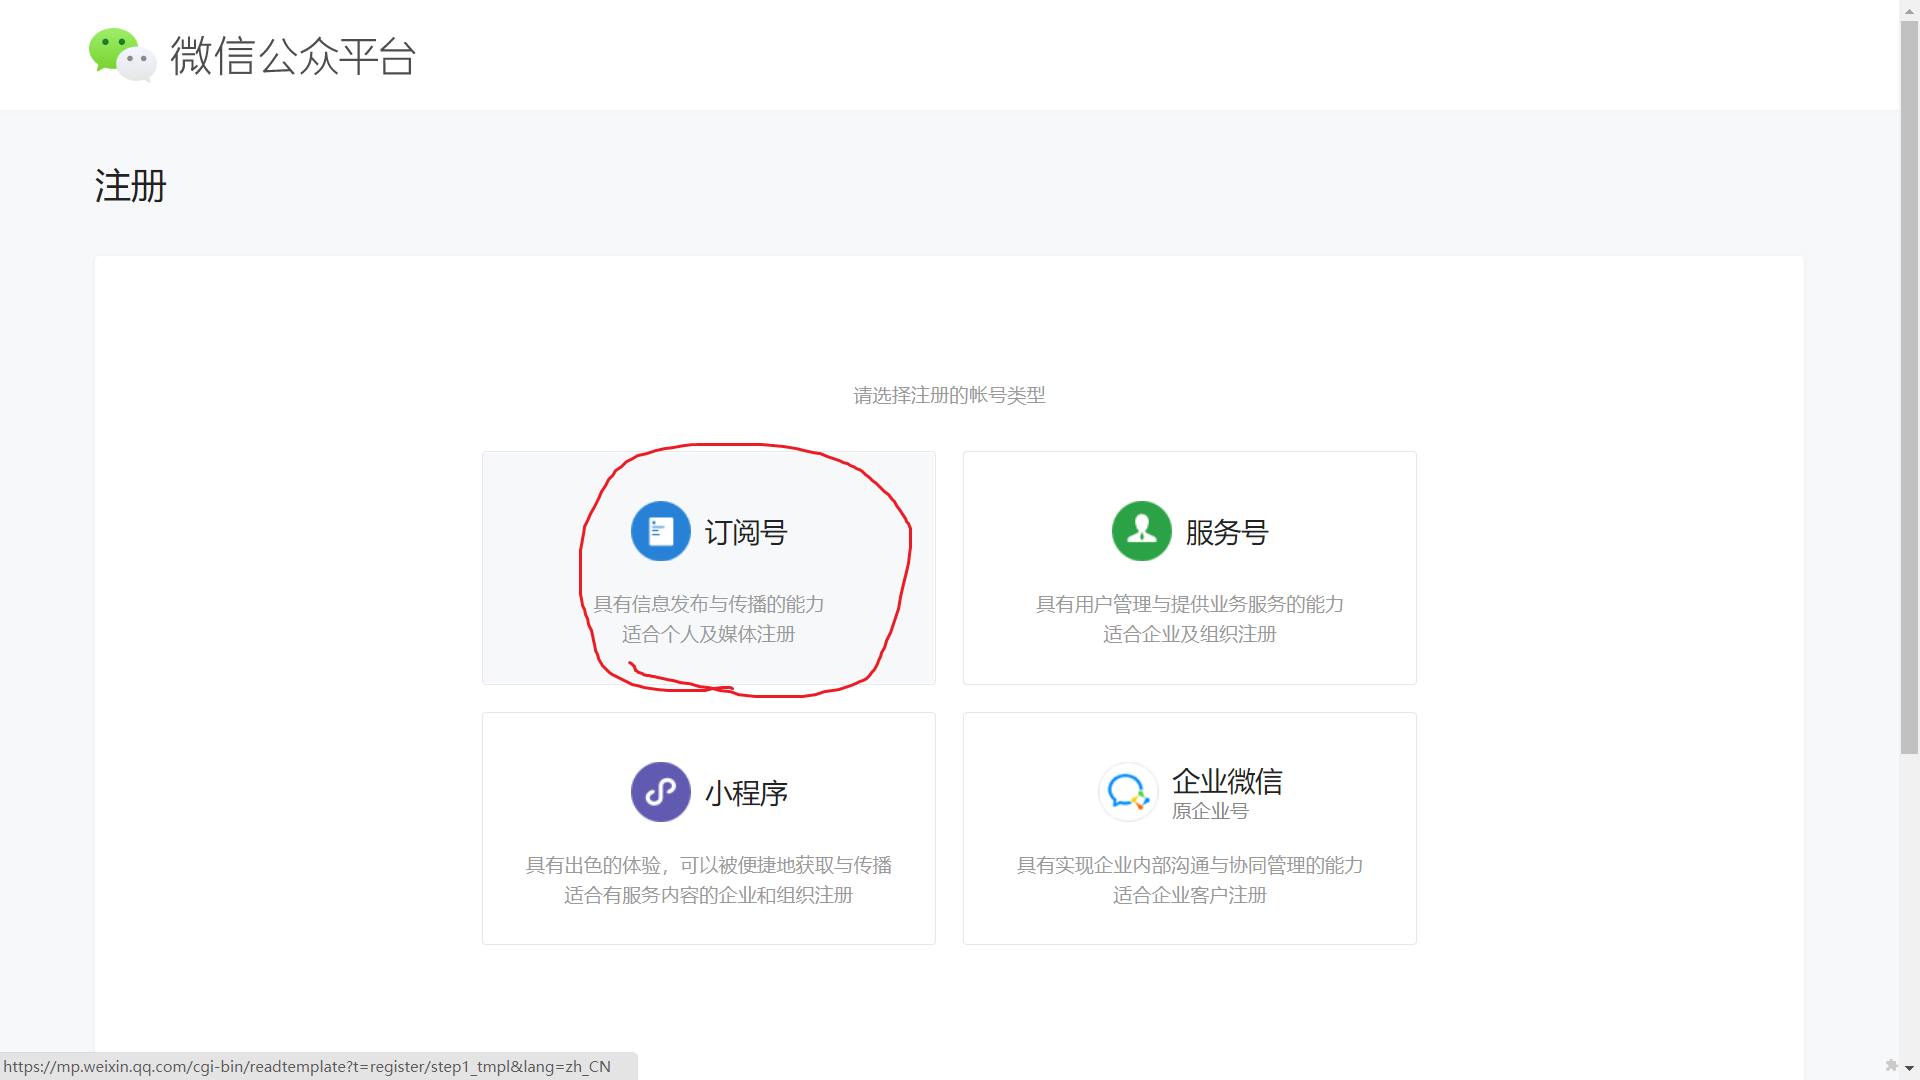 微信公众平台
注册
请选择注册的帐号类型
订阅号
具有信息发布与传播的能力
适合个人及媒体注册
服务号
具有用户管理与提供业务服务的能力
适合企业及组织注册
小程序
具有出色的体验，可以被便捷地获取与传播
适合有服务内容的企业和组织注册
企业微信
原企业号
具有实现企业内部沟通与协同管理的能力
适合企业客户注册
https://mp.weixin.qq.com/cgi-bin/readtemplate?t=register/step1_tmpl&lang=zh_CN